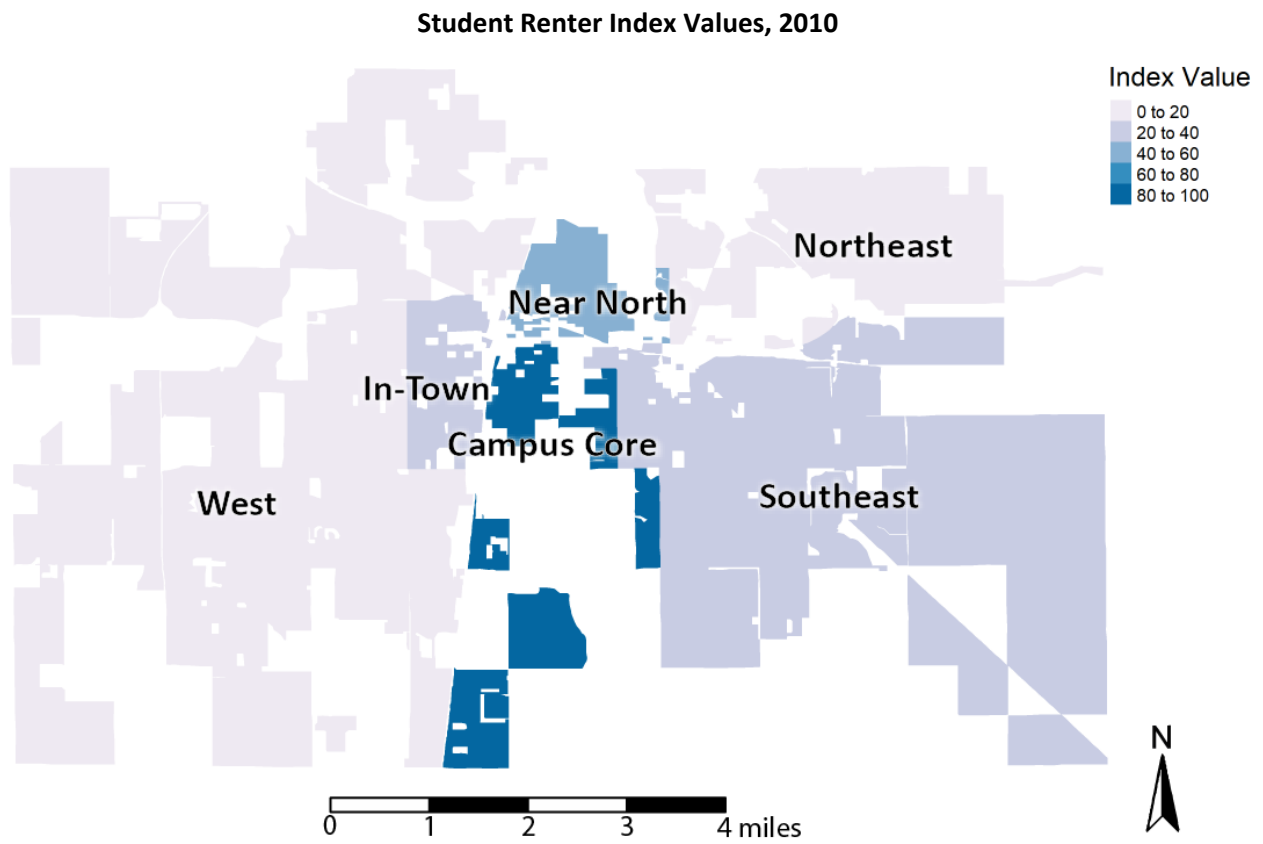 Student Renter Index Values, 2010
Index Value
0 to 20
20 to 40
40 to 60
60 to 80
80 to 100
Northeast
Near North
In-Town
Campus Core
West
Southeast
N
0 1 2 3 4 miles